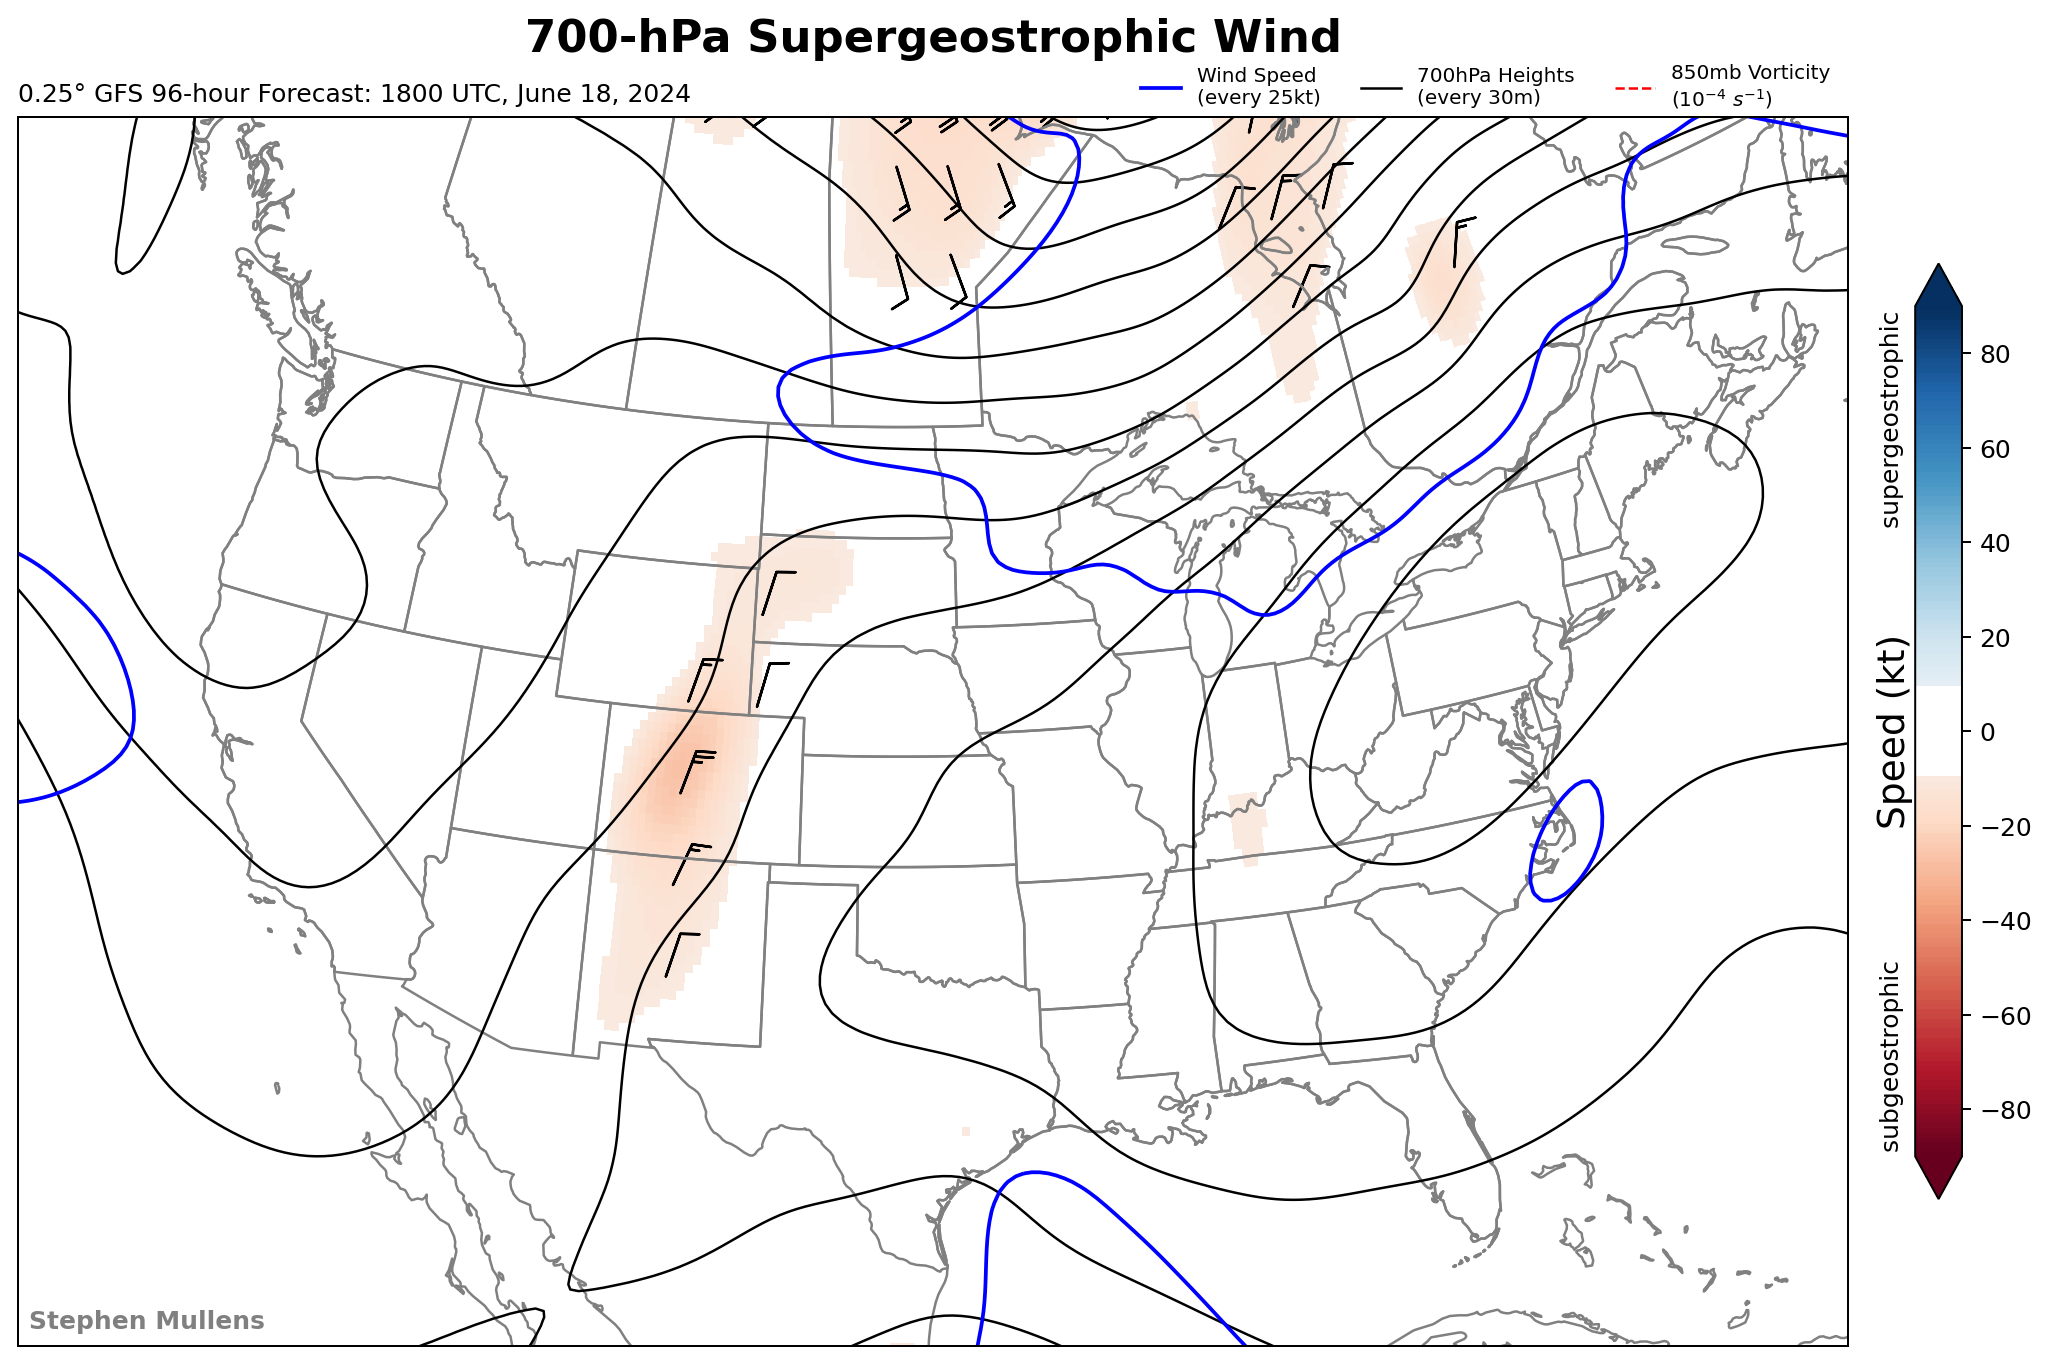 700-hPa Supergeostrophic Wind
0.25° GFS 96-hour Forecast: 1800 UTC, June 18, 2024
Wind Speed
(every 25kt)
700hPa Heights
(every 30m)
850mb Vorticity
(10⁻⁴ s⁻¹)
supergeostrophic
Speed (kt)
subgeostrophic
80
60
40
20
0
−20
−40
−60
−80
Stephen Mullens